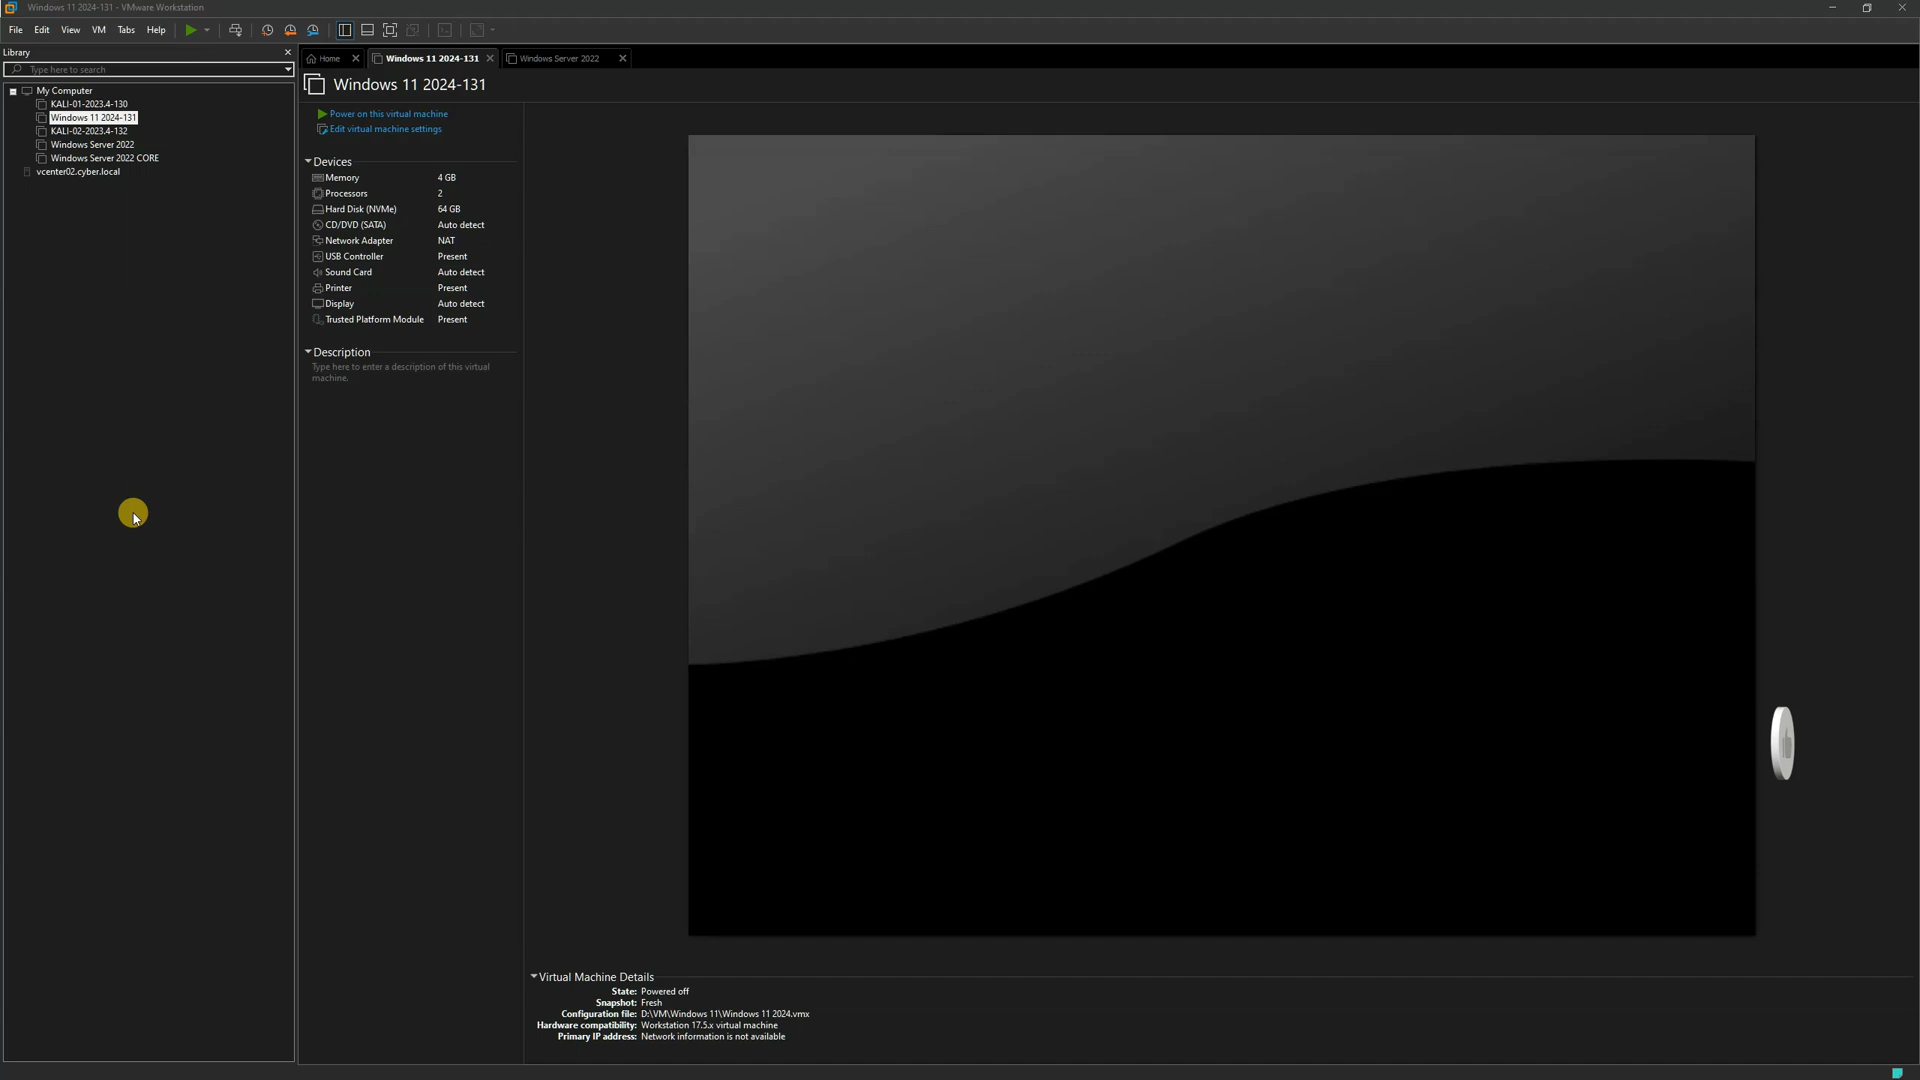 Windows 11 2024-131 - VMware Workstation
File Edit View VM Tabs Help
Library
Type here to search
My Computer
KALI-01-2023.4-130
Windows 11 2024-131
KALI-02-2023.4-132
Windows Server 2022
Windows Server 2022 CORE
vcenter02.cyber.local
Home Windows 11 2024-131 Windows Server 2022
Windows 11 2024-131
Power on this virtual machine
Edit virtual machine settings
Devices
Memory 4 GB
Processors 2
Hard Disk (NVMe) 64 GB
CD/DVD (SATA) Auto detect
Network Adapter NAT
USB Controller Present
Sound Card Auto detect
Printer Present
Display Auto detect
Trusted Platform Module Present
Description
Type here to enter a description of this virtual
machine.
Virtual Machine Details
State: Powered off
Snapshot: Fresh
Configuration file: D:\VM\Windows 11\Windows 11 2024.vmx
Hardware compatibility: Workstation 17.5.x virtual machine
Primary IP address: Network information is not available